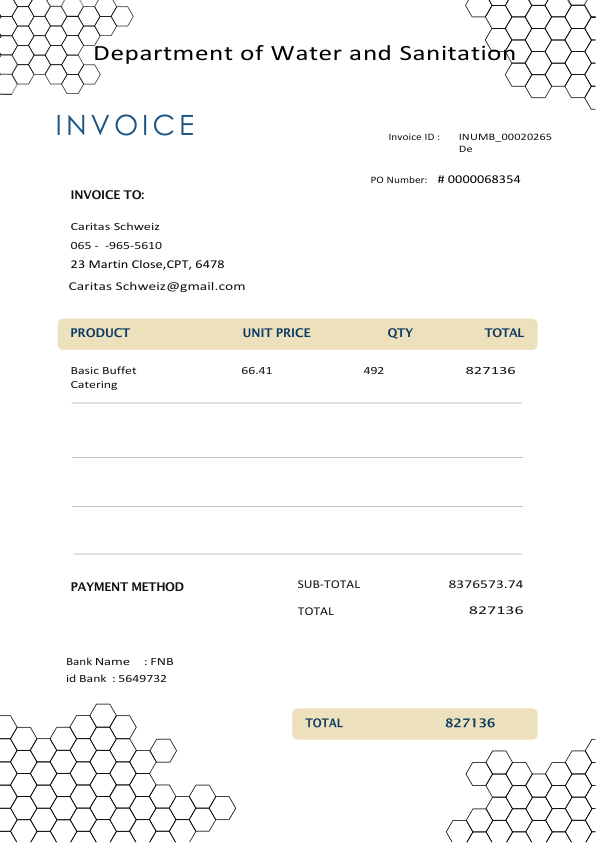 Department of Water and Sanitation
INVOICE
Invoice ID : INUMB_00020265
De
PO Number: # 0000068354
INVOICE TO:
Caritas Schweiz
065 - -965-5610
23 Martin Close,CPT, 6478
Caritas Schweiz@gmail.com
PRODUCT UNIT PRICE QTY TOTAL
Basic Buffet 66.41 492 827136
Catering
PAYMENT METHOD SUB-TOTAL 8376573.74
TOTAL 827136
Bank Name : FNB
id Bank : 5649732
TOTAL 827136